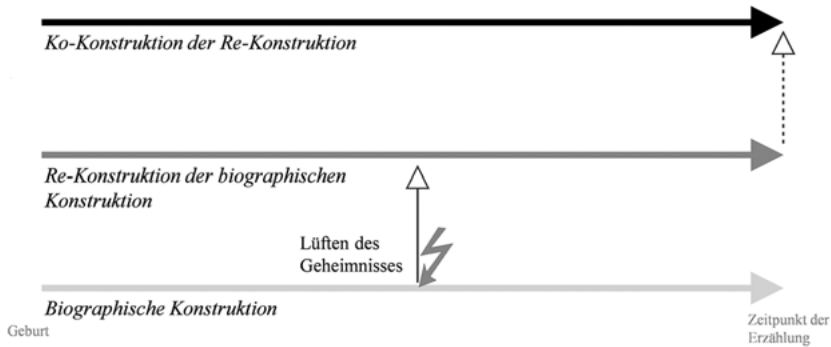 Ko-Konstruktion der Re-Konstruktion
Re-Konstruktion der biographischen
Konstruktion
Lüften des
Geheimnisses
Biographische Konstruktion
Geburt
Zeitpunkt der
Erzählung